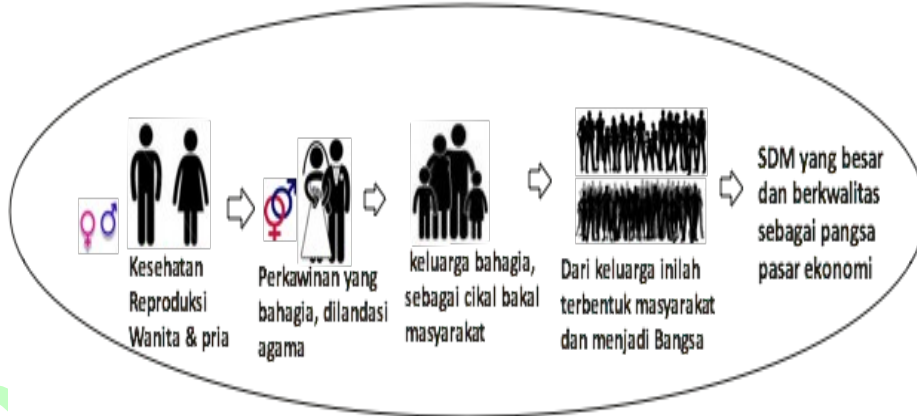 Kesehatan
Reproduksi
Wanita & pria
Perkawinan yang
bahagia, dilandasi
agama
keluarga bahagia,
sebagai cikal bakal
masyarakat
Dari keluarga inilah
terbentuk masyarakat
dan menjadi Bangsa
SDM yang besar
dan berkwalitas
sebagai pangsa
pasar ekonomi